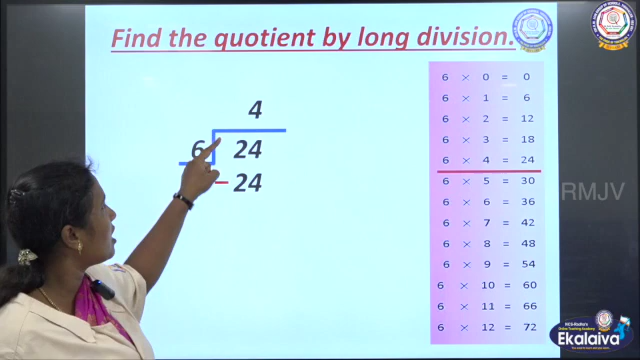 Find the quotient by long division.
4
6 24
− 24
6 × 0 = 0
6 × 1 = 6
6 × 2 = 12
6 × 3 = 18
6 × 4 = 24
6 × 5 = 30
6 × 6 = 36
6 × 7 = 42
6 × 8 = 48
6 × 9 = 54
6 × 10 = 60
6 × 11 = 66
6 × 12 = 72
RMJV
Ekalaiva